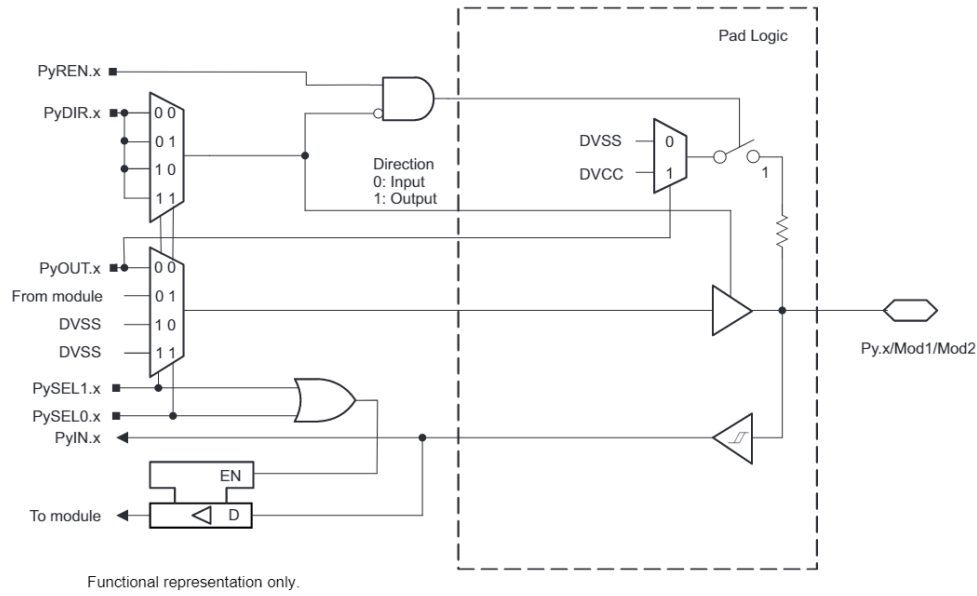 Pad Logic
PyREN.x
PyDIR.x
0 0
0 1
1 0
1 1
Direction
0: Input
1: Output
DVSS
0
DVCC
1
1
PyOUT.x
0 0
From module
0 1
DVSS
1 0
DVSS
1 1
Py.x/Mod1/Mod2
PySEL1.x
PySEL0.x
PyIN.x
EN
To module
D
Functional representation only.